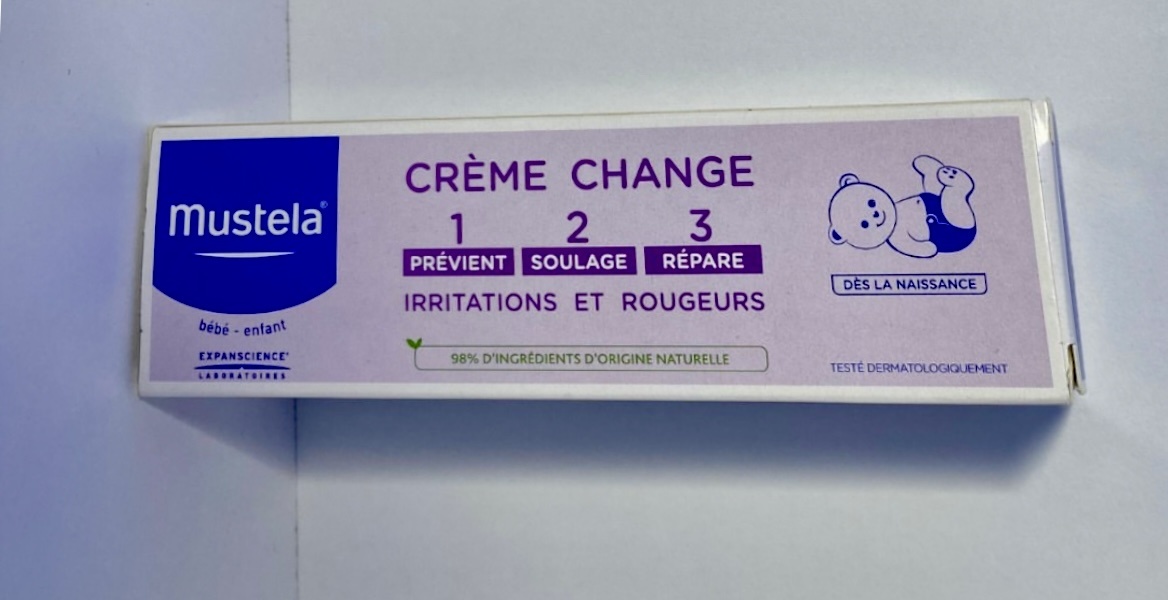 Mustela®
bébé - enfant
EXPANSCIENCE®
LABORATOIRES
CRÈME CHANGE
1 2 3
PRÉVIENT SOULAGE RÉPARE
IRRITATIONS ET ROUGEURS
98% D'INGRÉDIENTS D'ORIGINE NATURELLE
DÈS LA NAISSANCE
TESTÉ DERMATOLOGIQUEMENT